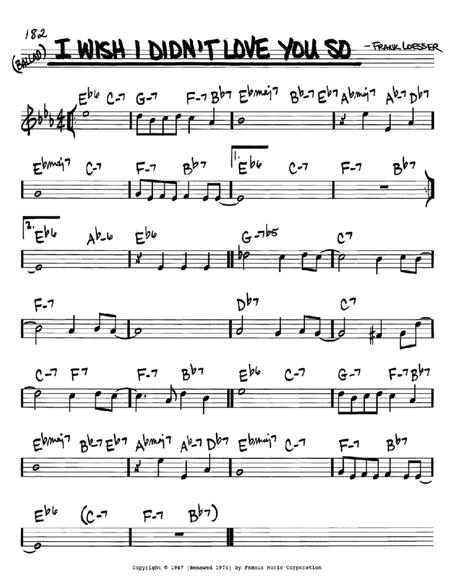 182
(BALLAD) I WISH I DIDN'T LOVE YOU SO - FRANK LOESSER
Eb6 C-7 G-7 F-7 Bb7 Ebmaj7 Bb-7 Eb7 Abmaj7 Ab-7 Db7
Ebmaj7 C-7 F-7 Bb7 1. Eb6 F-7 Bb7
2. Eb6 Ab-6 Eb6 G-7b5 C7
F-7 Db7 C7
C-7 F7 F-7 Bb7 Eb6 C-7 G-7 F-7 Bb7
Ebmaj7 Bb-7 Eb7 Abmaj7 Ab-7 Db7 Ebmaj7 C-7 F-7 Bb7
Eb6 (C-7 F-7 Bb7)
Copyright © 1947 (Renewed 1974) by Famous Music Corporation